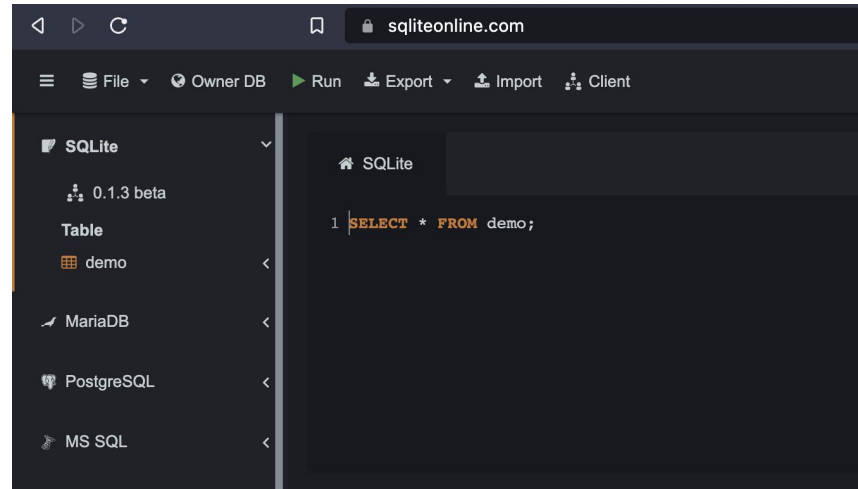 sqliteonline.com
File Owner DB Run Export Import Client
SQLite
0.1.3 beta
Table
demo
MariaDB
PostgreSQL
MS SQL
SQLite
1 SELECT * FROM demo;